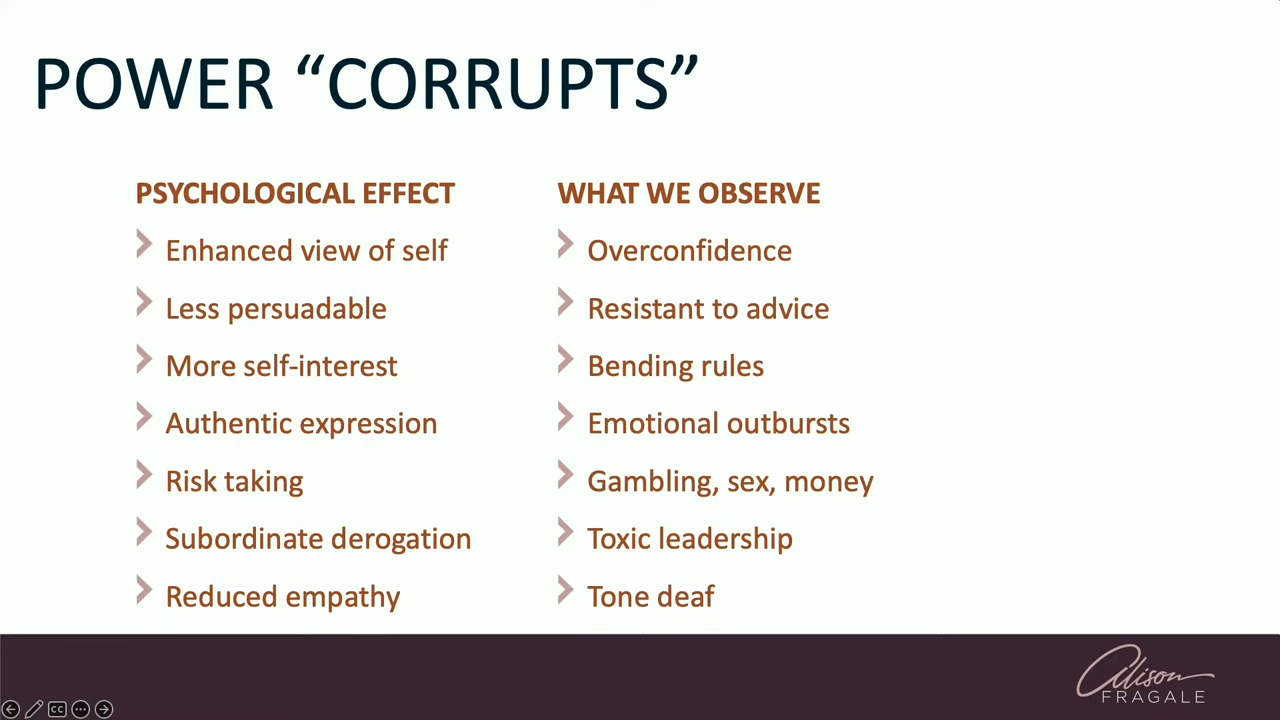 POWER “CORRUPTS”
PSYCHOLOGICAL EFFECT
Enhanced view of self
Less persuadable
More self-interest
Authentic expression
Risk taking
Subordinate derogation
Reduced empathy
WHAT WE OBSERVE
Overconfidence
Resistant to advice
Bending rules
Emotional outbursts
Gambling, sex, money
Toxic leadership
Tone deaf
Alison
FRAGALE
CC